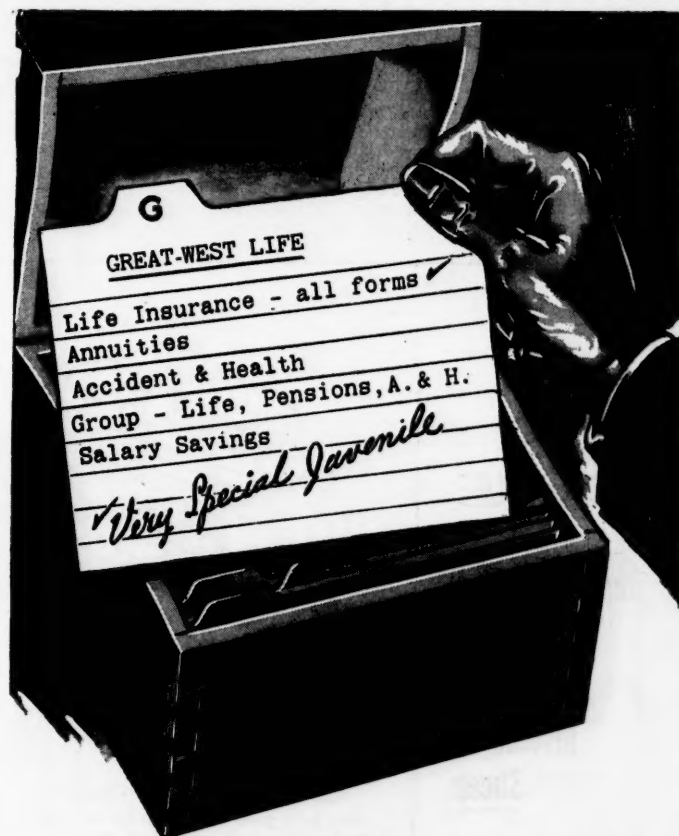 G
GREAT-WEST LIFE
Life Insurance - all forms ✓
Annuities
Accident & Health
Group - Life, Pensions, A. & H.
Salary Savings
✓ Very Special Juvenile